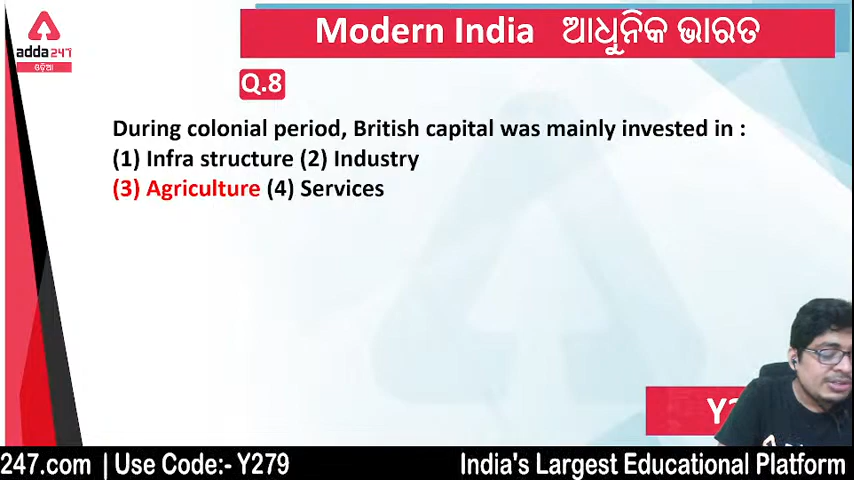 adda247
ଓଡ଼ିଆ
Modern India ଆଧୁନିକ ଭାରତ
Q.8
During colonial period, British capital was mainly invested in :
(1) Infra structure (2) Industry
(3) Agriculture (4) Services
247.com | Use Code:- Y279
India's Largest Educational Platform